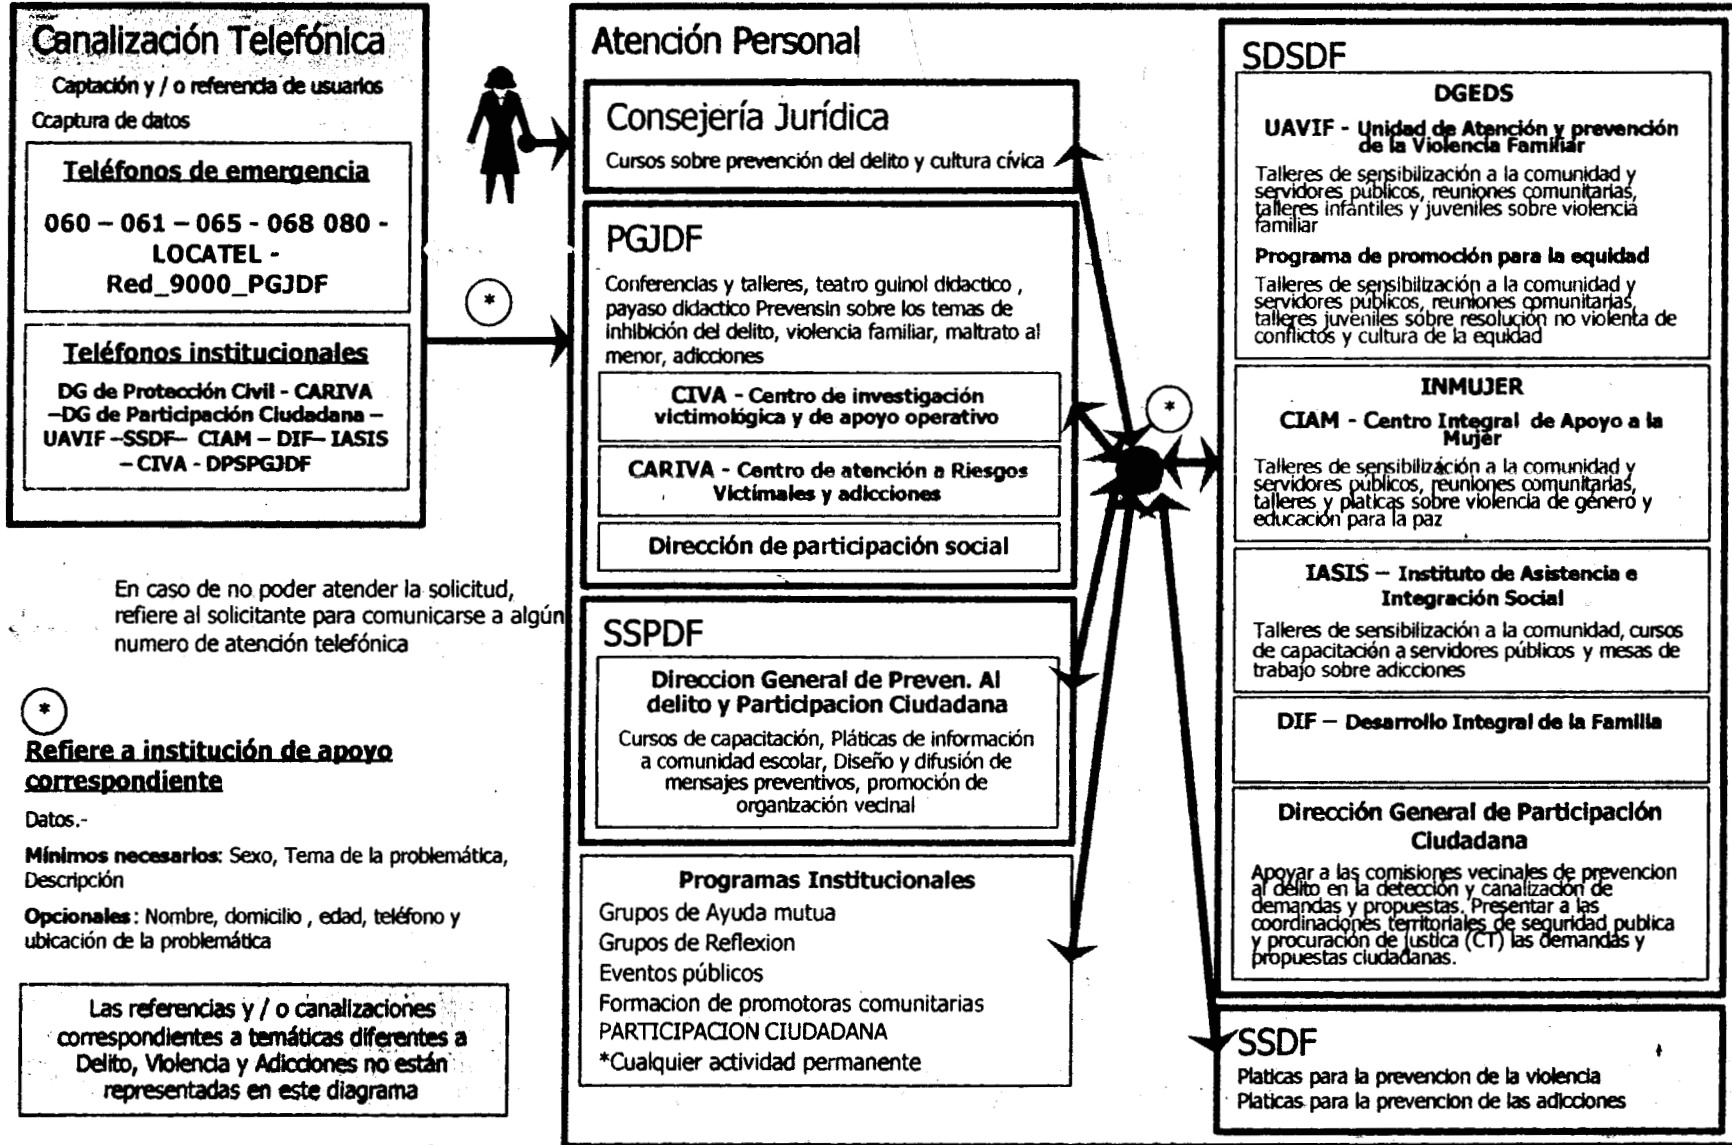 Canalización Telefónica
Captación y / o referencia de usuarios
Ccaptura de datos
Teléfonos de emergencia
060 – 061 – 065 - 068 080 -
LOCATEL -
Red_9000_PGJDF
Teléfonos institucionales
DG de Protección Civil - CARIVA
–DG de Participación Ciudadana –
UAVIF –SSDF– CIAM – DIF– IASIS
– CIVA - DPSPGJDF
En caso de no poder atender la solicitud,
refiere al solicitante para comunicarse a algún
numero de atención telefónica
*
Refiere a institución de apoyo
correspondiente
Datos.-
Mínimos necesarios: Sexo, Tema de la problemática,
Descripción
Opcionales: Nombre, domicilio , edad, teléfono y
ubicación de la problemática
Las referencias y / o canalizaciones
correspondientes a temáticas diferentes a
Delito, Violencia y Adicciones no están
representadas en este diagrama
*
Atención Personal
Consejería Jurídica
Cursos sobre prevención del delito y cultura cívica
PGJDF
Conferencias y talleres, teatro guinol didactico ,
payaso didactico Prevensin sobre los temas de
inhibición del delito, violencia familiar, maltrato al
menor, adicciones
CIVA - Centro de investigación
victimológica y de apoyo operativo
CARIVA - Centro de atención a Riesgos
Victimales y adicciones
Dirección de participación social
SSPDF
Direccion General de Preven. Al
delito y Participacion Ciudadana
Cursos de capacitación, Pláticas de información
a comunidad escolar, Diseño y difusión de
mensajes preventivos, promoción de
organización vecinal
Programas Institucionales
Grupos de Ayuda mutua
Grupos de Reflexion
Eventos públicos
Formacion de promotoras comunitarias
PARTICIPACION CIUDADANA
*Cualquier actividad permanente
*
SDSDF
DGEDS
UAVIF - Unidad de Atención y prevención
de la Violencia Familiar
Talleres de sensibilización a la comunidad y
servidores públicos, reuniones comunitarias,
talleres infantiles y juveniles sobre violencia
familiar
Programa de promoción para la equidad
Talleres de sensibilización a la comunidad y
servidores públicos, reuniones comunitarias,
talleres juveniles sobre resolución no violenta de
conflictos y cultura de la equidad
INMUJER
CIAM - Centro Integral de Apoyo a la
Mujer
Talleres de sensibilización a la comunidad y
servidores públicos, reuniones comunitarias,
talleres y platicas sobre violencia de género y
educación para la paz
IASIS – Instituto de Asistencia e
Integración Social
Talleres de sensibilización a la comunidad, cursos
de capacitación a servidores públicos y mesas de
trabajo sobre adicciones
DIF – Desarrollo Integral de la Familia
Dirección General de Participación
Ciudadana
Apoyar a las comisiones vecinales de prevencion
al delito en la detección y canalización de
demandas y propuestas. Presentar a las
coordinaciones territoriales de seguridad publica
y procuración de justica (CT) las demandas y
propuestas ciudadanas.
SSDF
Platicas para la prevencion de la violencia
Platicas para la prevencion de las adicciones